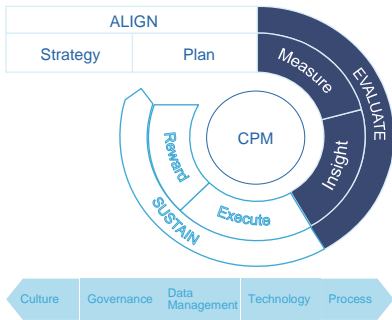 ALIGN
Strategy
Plan
Measure
EVALUATE
Insight
CPM
Reward
Execute
SUSTAIN
Culture
Governance
Data
Management
Technology
Process